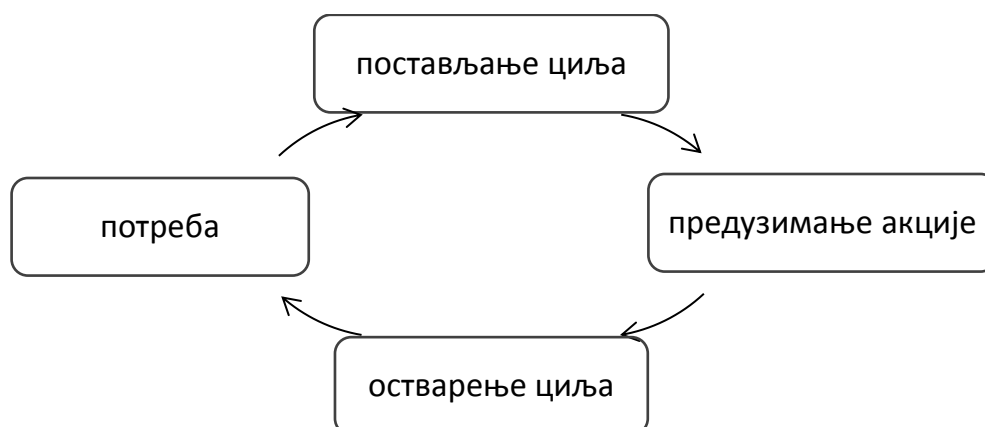 постављање циља
потреба
предузимање акције
остварење циља